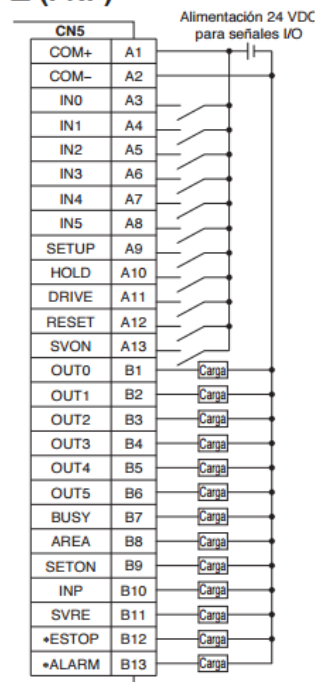 Alimentación 24 VDC
para señales I/O
CN5
COM+ A1
COM– A2
IN0 A3
IN1 A4
IN2 A5
IN3 A6
IN4 A7
IN5 A8
SETUP A9
HOLD A10
DRIVE A11
RESET A12
SVON A13
OUT0 B1 Carga
OUT1 B2 Carga
OUT2 B3 Carga
OUT3 B4 Carga
OUT4 B5 Carga
OUT5 B6 Carga
BUSY B7 Carga
AREA B8 Carga
SETON B9 Carga
INP B10 Carga
SVRE B11 Carga
∗ESTOP B12 Carga
∗ALARM B13 Carga